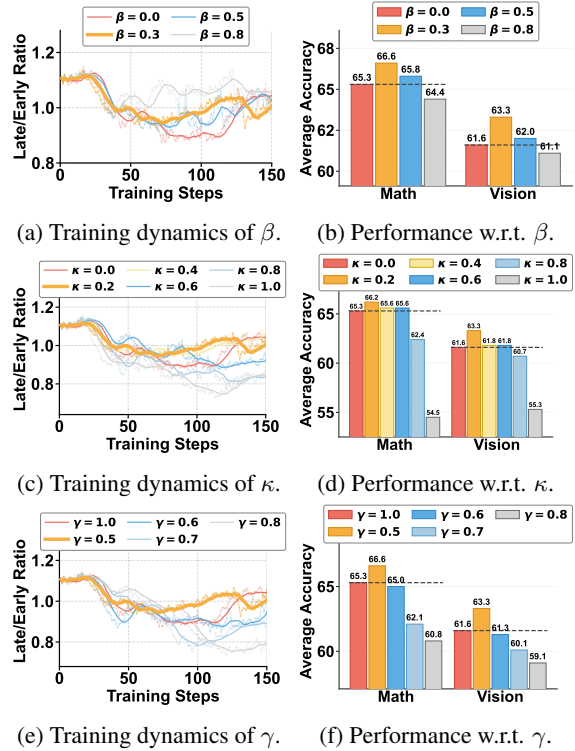 β = 0.0 β = 0.5
β = 0.3 β = 0.8
Late/Early Ratio
1.2
1.0
0.8
0 50 100 150
Training Steps
(a) Training dynamics of β.
β = 0.0 β = 0.5
β = 0.3 β = 0.8
Average Accuracy
68
65
62
60
65.3 66.6 65.8 64.4
61.6 63.3 62.0 61.1
Math Vision
(b) Performance w.r.t. β.
κ = 0.0 κ = 0.4 κ = 0.8
κ = 0.2 κ = 0.6 κ = 1.0
Late/Early Ratio
1.2
1.0
0.8
0 50 100 150
Training Steps
(c) Training dynamics of κ.
κ = 0.0 κ = 0.4 κ = 0.8
κ = 0.2 κ = 0.6 κ = 1.0
Average Accuracy
65
60
55
65.3 66.2 65.6 65.6 62.4 54.5
61.6 63.3 61.8 61.8 60.7 55.3
Math Vision
(d) Performance w.r.t. κ.
γ = 1.0 γ = 0.6 γ = 0.8
γ = 0.5 γ = 0.7
Late/Early Ratio
1.2
1.0
0.8
0 50 100 150
Training Steps
(e) Training dynamics of γ.
γ = 1.0 γ = 0.6 γ = 0.8
γ = 0.5 γ = 0.7
Average Accuracy
65
60
65.3 66.6 65.0 62.1 60.8
61.6 63.3 61.3 60.1 59.1
Math Vision
(f) Performance w.r.t. γ.